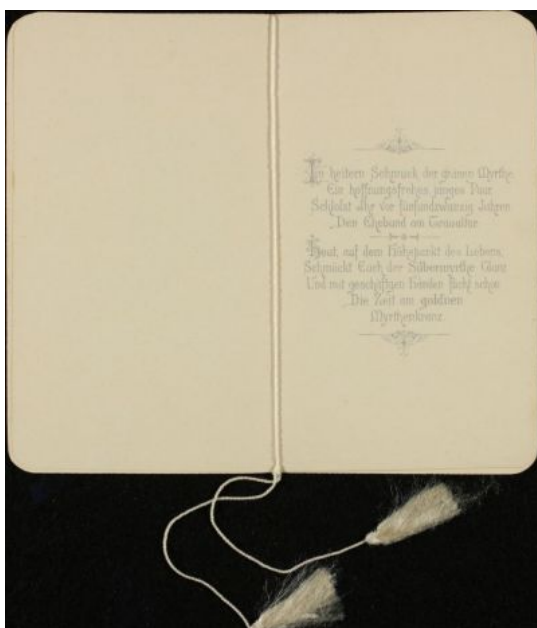 Im heitern Schmuck der grünen Myrthe,
Ein hoffnungsfrohes junges Paar
Schloßt Ihr vor fünfundzwanzig Jahren
Den Ehebund am Traualtar
Heut, auf dem Höhepunkt des Lebens,
Schmückt Euch der Silbermyrthe Glanz
Und mit geschäftigen Händen flicht schon
Die Zeit am goldnen
Myrthenkranz.